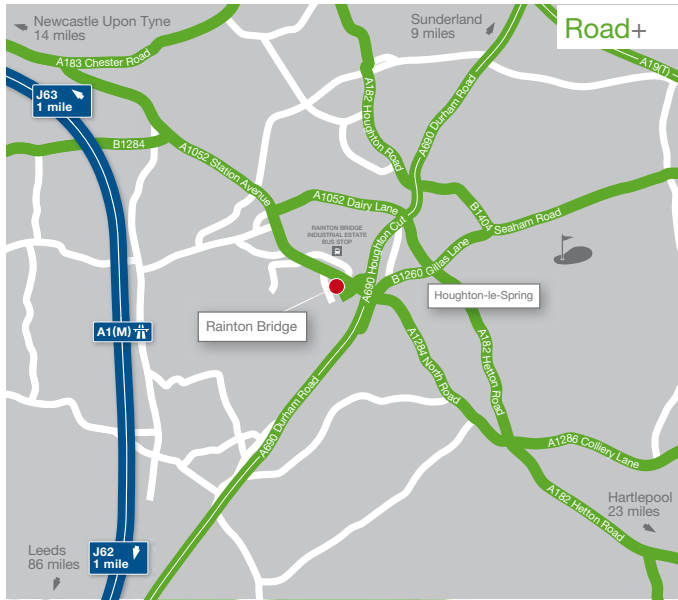 Newcastle Upon Tyne
14 miles
Sunderland
9 miles
Road+
A183 Chester Road
A19(T)
J63
1 mile
A182 Houghton Road
A690 Durham Road
B1284
A1052 Station Avenue
A1052 Dairy Lane
B1404
Seaham Road
RAINTON BRIDGE
INDUSTRIAL ESTATE
BUS STOP
A690 Houghton Cut
B1260 Gillas Lane
Houghton-le-Spring
Rainton Bridge
A1(M)
A1284 North Road
A182 Hetton Road
A690 Durham Road
A1286 Colliery Lane
A182 Hetton Road
Hartlepool
23 miles
Leeds
86 miles
J62
1 mile